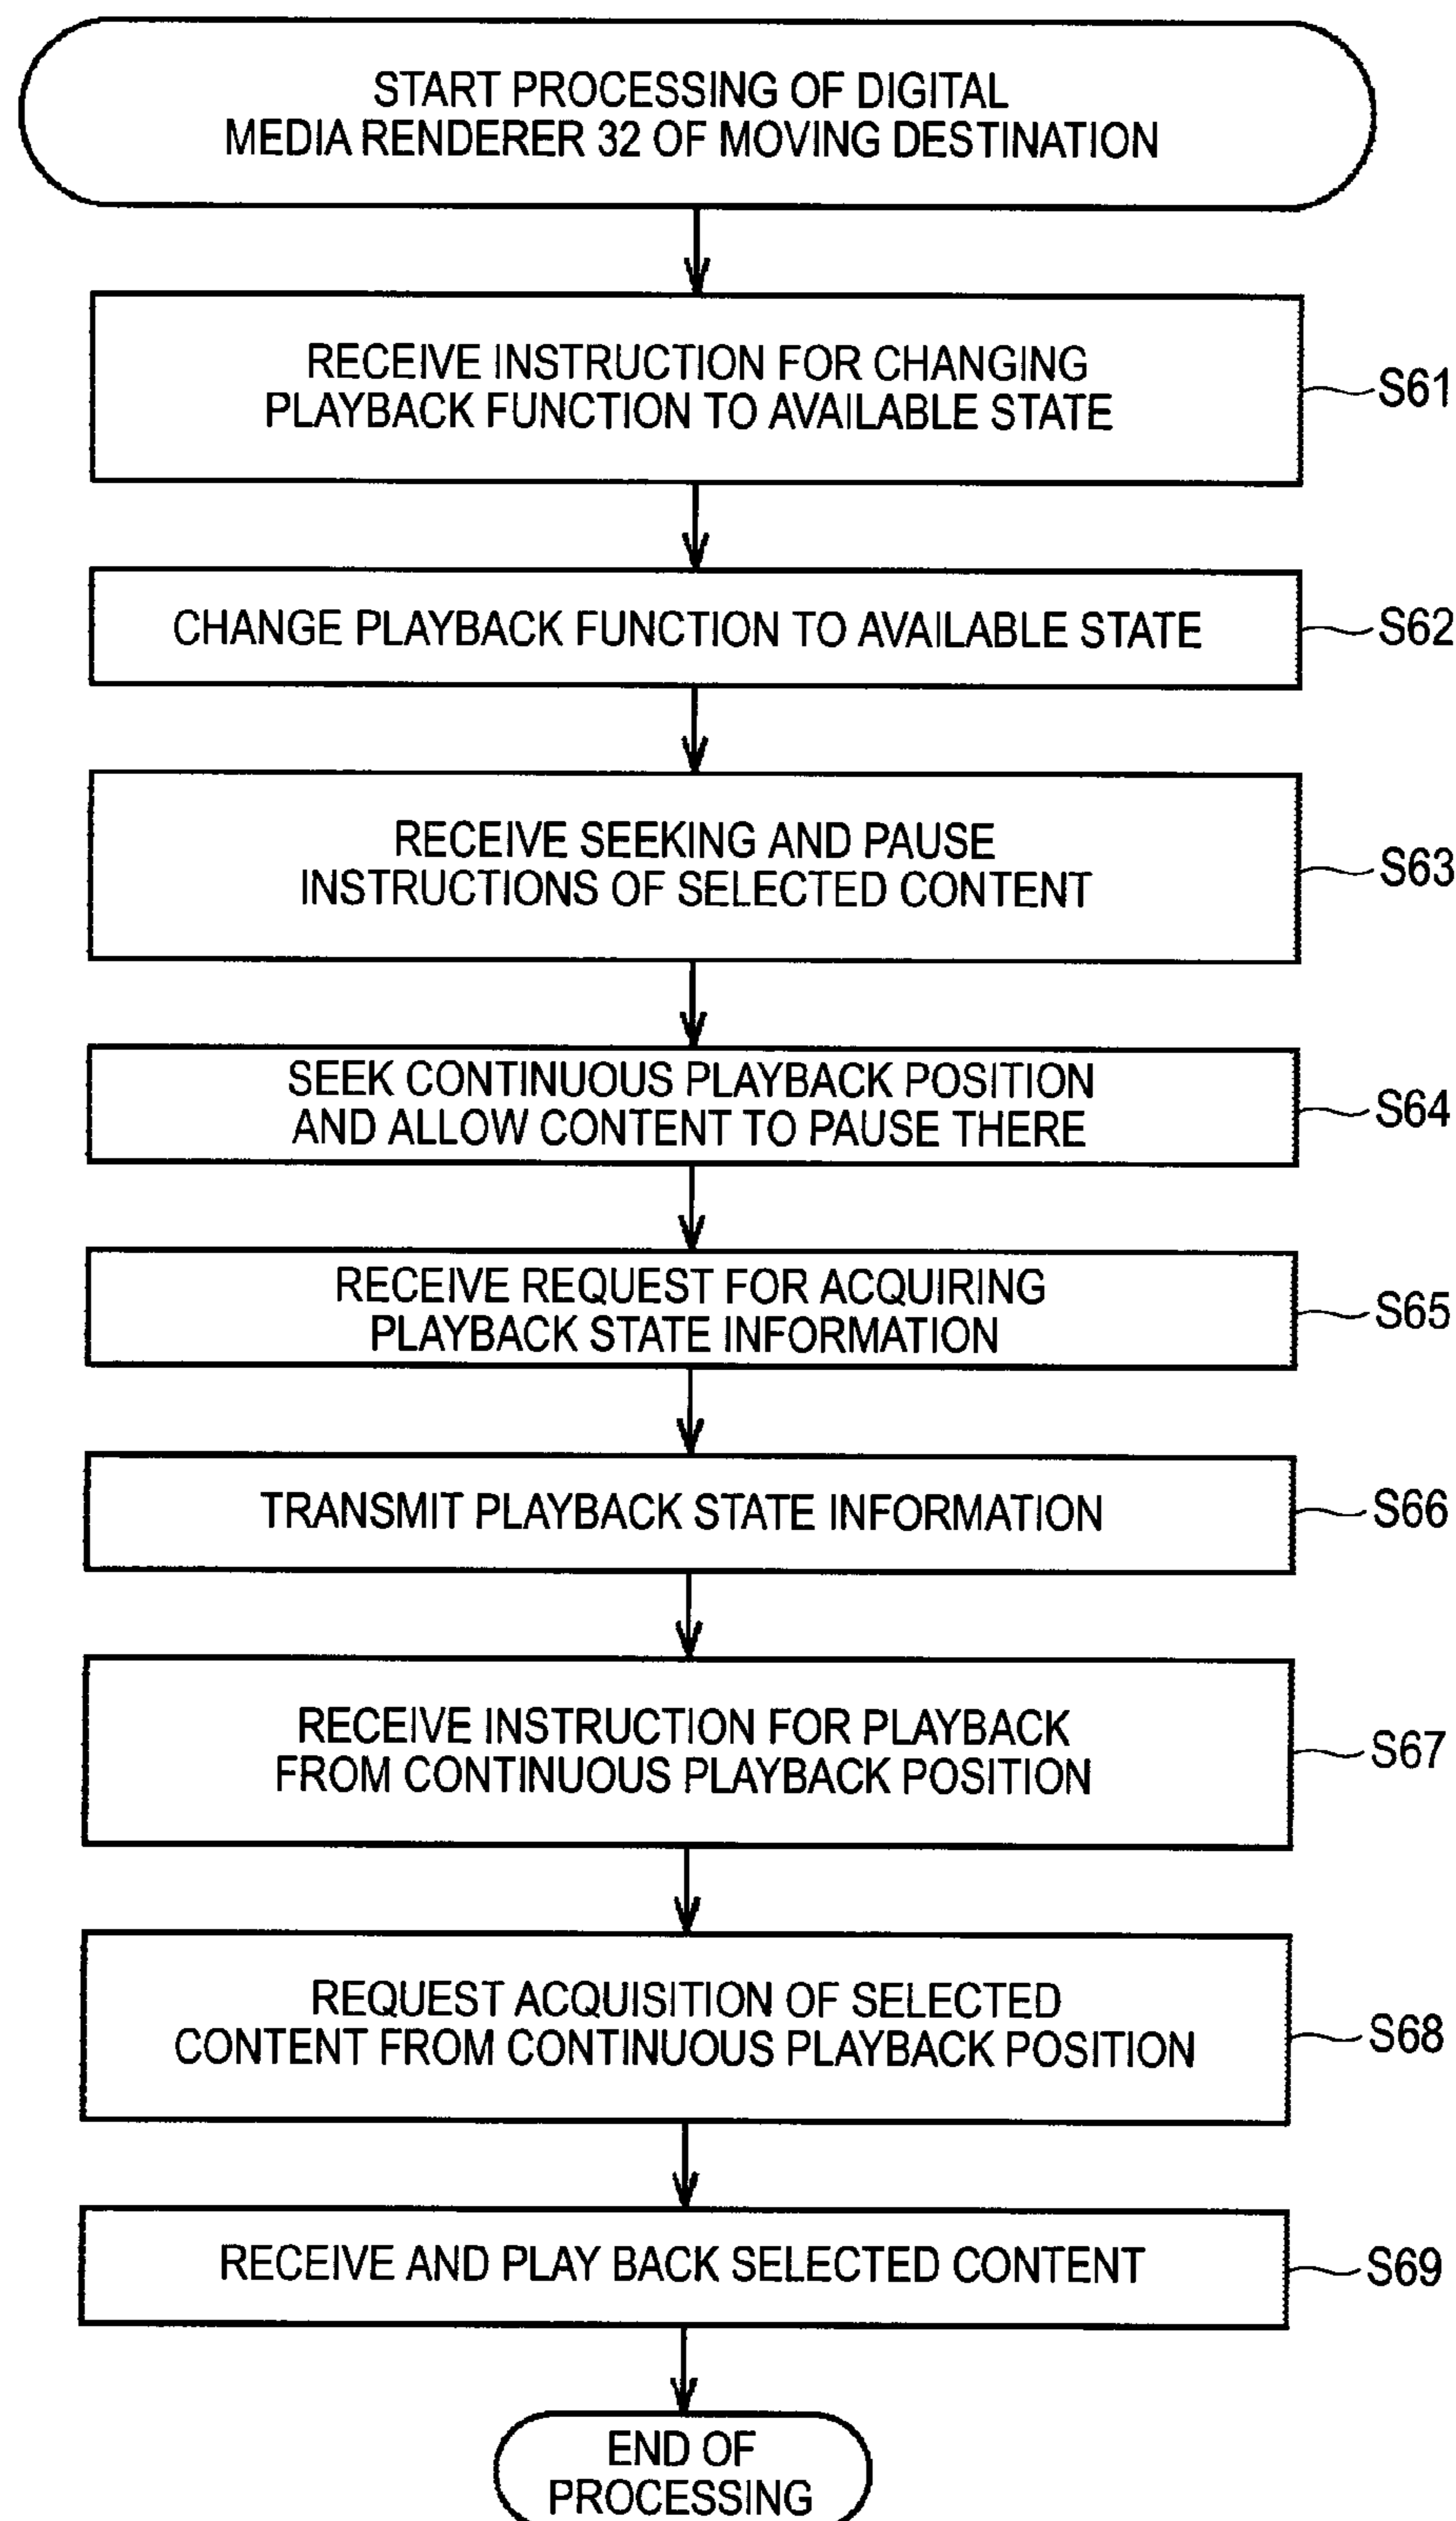 START PROCESSING OF DIGITAL
MEDIA RENDERER 32 OF MOVING DESTINATION
RECEIVE INSTRUCTION FOR CHANGING
PLAYBACK FUNCTION TO AVAILABLE STATE
S61
CHANGE PLAYBACK FUNCTION TO AVAILABLE STATE
S62
RECEIVE SEEKING AND PAUSE
INSTRUCTIONS OF SELECTED CONTENT
S63
SEEK CONTINUOUS PLAYBACK POSITION
AND ALLOW CONTENT TO PAUSE THERE
S64
RECEIVE REQUEST FOR ACQUIRING
PLAYBACK STATE INFORMATION
S65
TRANSMIT PLAYBACK STATE INFORMATION
S66
RECEIVE INSTRUCTION FOR PLAYBACK
FROM CONTINUOUS PLAYBACK POSITION
S67
REQUEST ACQUISITION OF SELECTED
CONTENT FROM CONTINUOUS PLAYBACK POSITION
S68
RECEIVE AND PLAY BACK SELECTED CONTENT
S69
END OF
PROCESSING